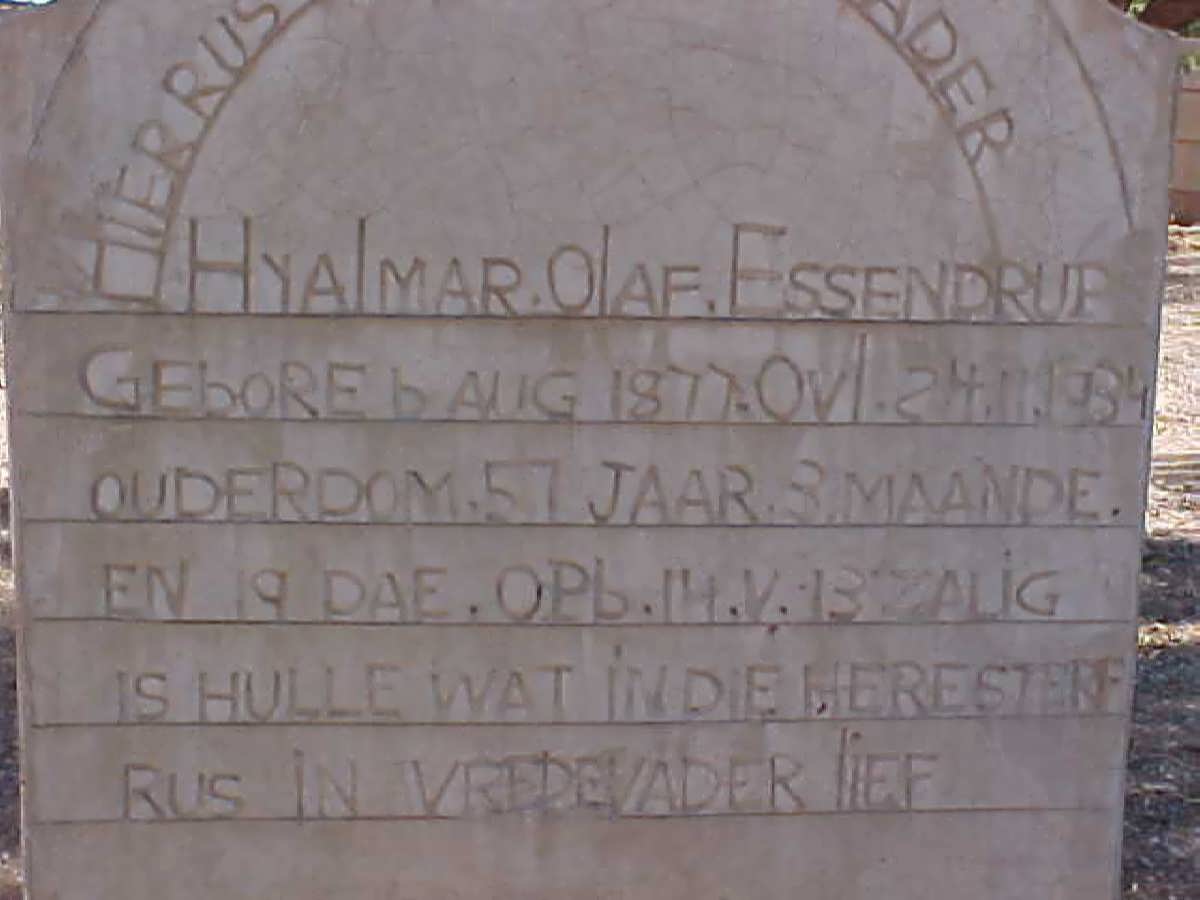 HIER RUS ADER
HYAlMAR. OlAF. ESSENDRUP
GEbORE 6 AUG 1877. OVl. 24.11.1934
OUDERDOM. 57 JAAR. 3. MAANDE.
EN 19 DAE. OPb. 14. V. 13 ZALiG
IS HULLE WAT iN DiE HERE STERF
RUS IN VREDE VADER lIEF